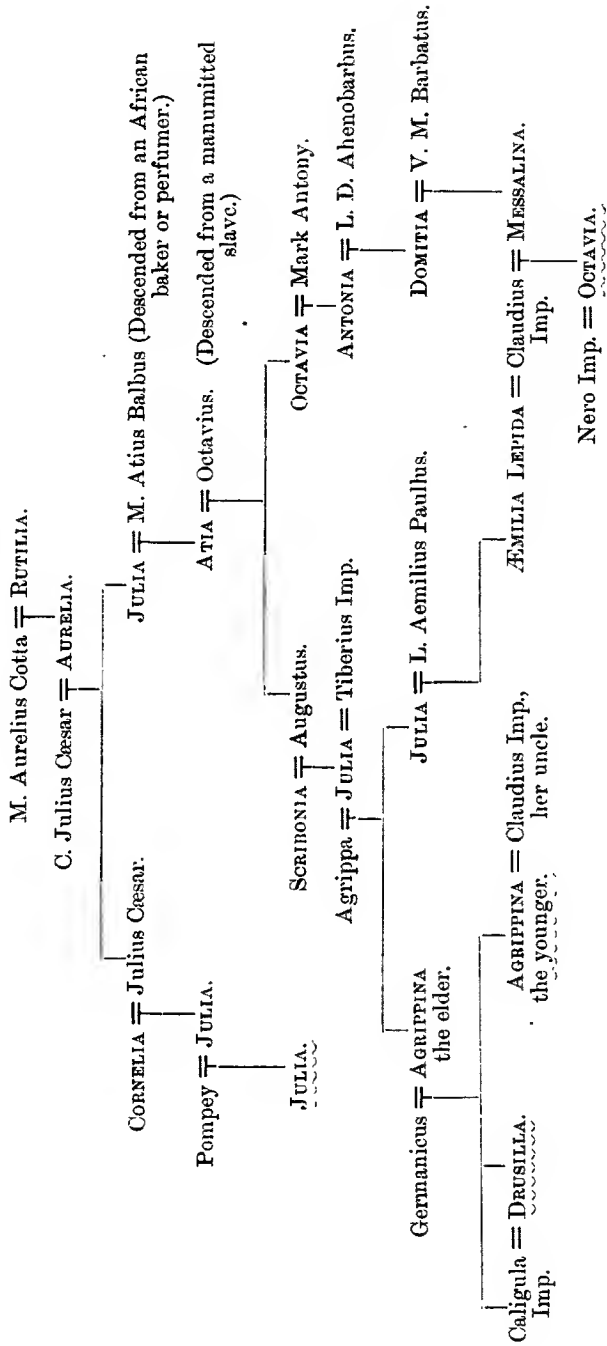 M. Aurelius Cotta = RUTILIA.
C. Julius Cæsar = AURELIA.
CORNELIA = Julius Cæsar.
JULIA = M. Atius Balbus (Descended from an African
baker or perfumer.)
Pompey = JULIA.
ATIA = Octavius. (Descended from a manumitted
slave.)
JULIA.
SCRIBONIA = Augustus.
OCTAVIA = Mark Antony.
Agrippa = JULIA = Tiberius Imp.
ANTONIA = L. D. Ahenobarbus.
Germanicus = AGRIPPINA
the elder.
JULIA = L. Aemilius Paullus.
DOMITIA = V. M. Barbatus.
Caligula = DRUSILLA.
Imp.
AGRIPPINA = Claudius Imp.,
the younger. her uncle.
ÆMILIA LEPIDA = Claudius = MESSALINA.
Imp.
Nero Imp. = OCTAVIA.